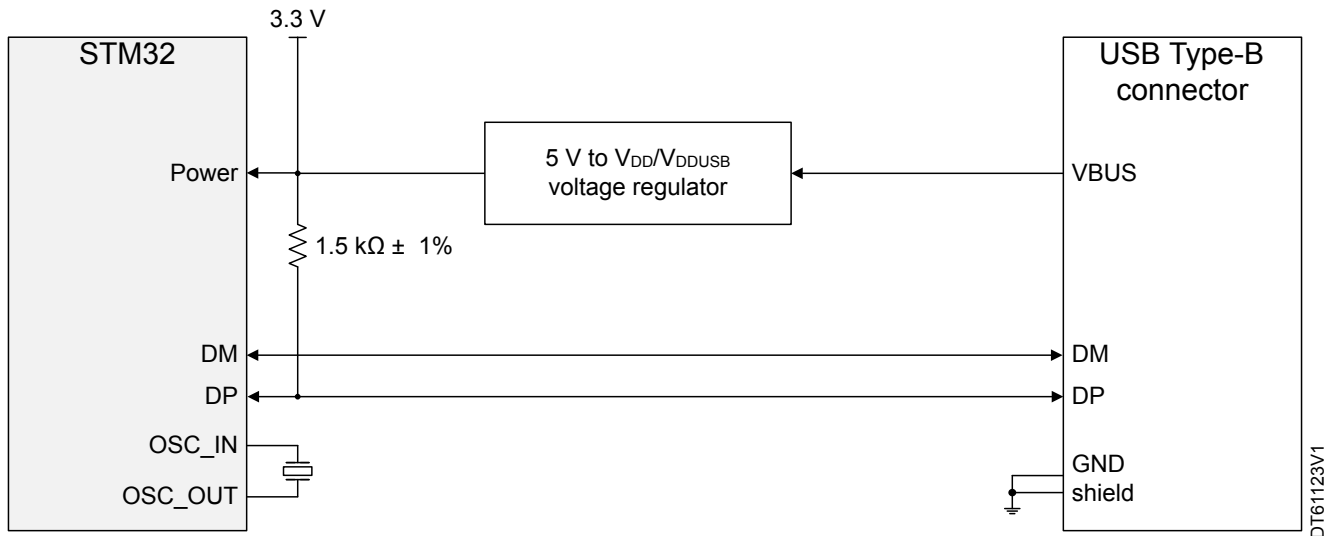 3.3 V
STM32
USB Type-B
connector
Power
5 V to VDD/VDDUSB
voltage regulator
VBUS
1.5 kΩ ± 1%
DM
DM
DP
DP
OSC_IN
OSC_OUT
GND
shield
DT61123V1